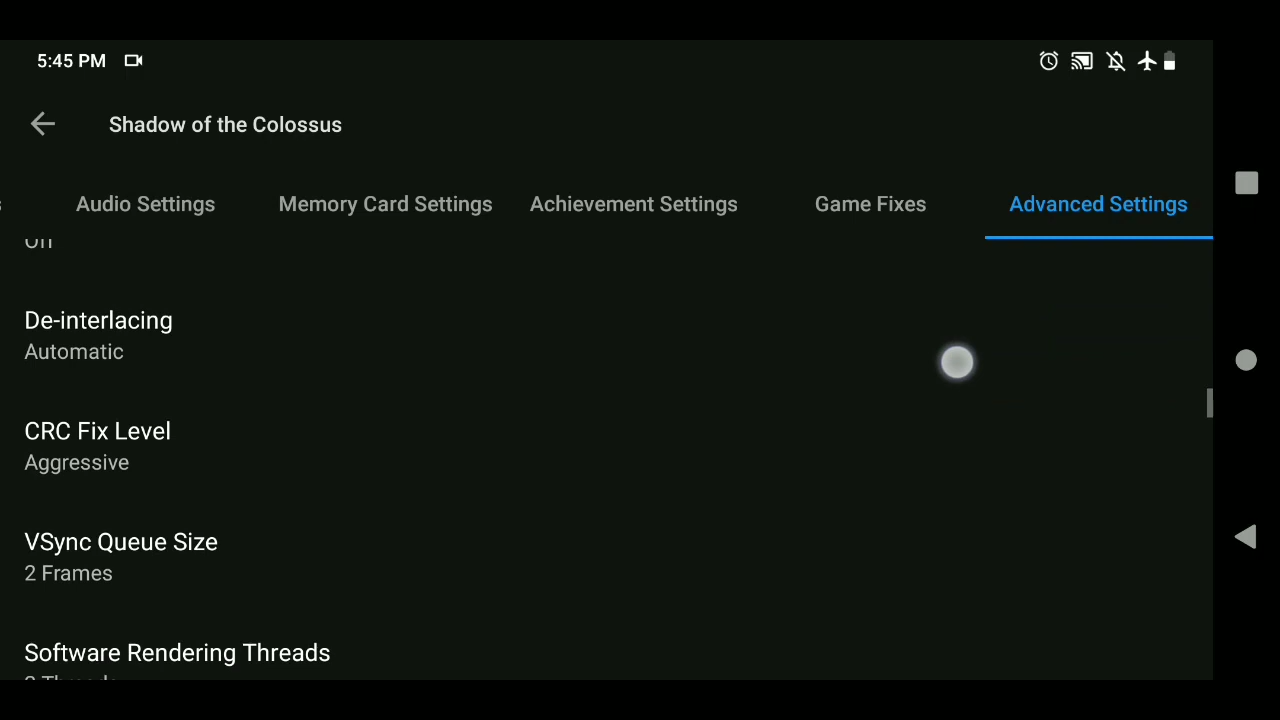 5:45 PM
Shadow of the Colossus
Audio Settings Memory Card Settings Achievement Settings Game Fixes Advanced Settings
De-interlacing
Automatic
CRC Fix Level
Aggressive
VSync Queue Size
2 Frames
Software Rendering Threads